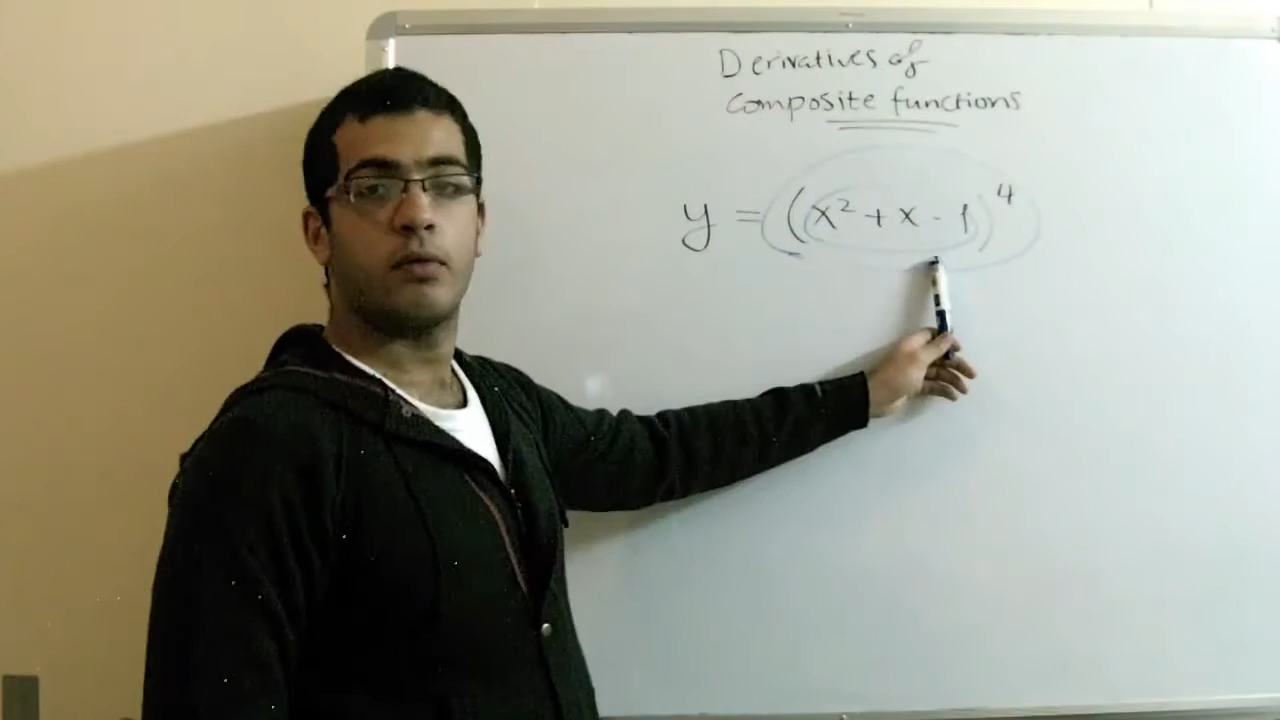 Derivatives of
composite functions
y = (x² + x - 1)⁴